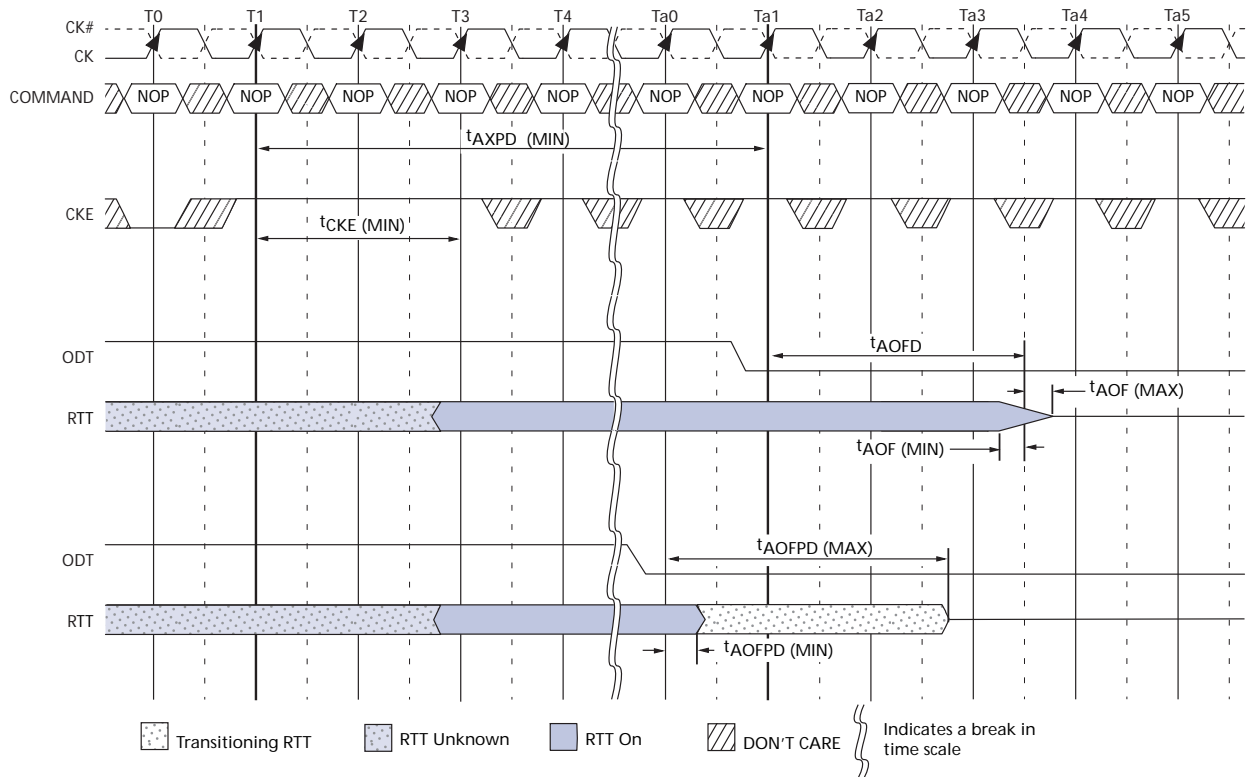 T0 T1 T2 T3 T4 Ta0 Ta1 Ta2 Ta3 Ta4 Ta5
CK#
CK
COMMAND NOP NOP NOP NOP NOP NOP NOP NOP NOP NOP NOP
tAXPD (MIN)
CKE
tCKE (MIN)
ODT
tAOFD
tAOF (MAX)
RTT
tAOF (MIN)
ODT
tAOFPD (MAX)
RTT
tAOFPD (MIN)
Transitioning RTT
RTT Unknown
RTT On
DON'T CARE
Indicates a break in
time scale